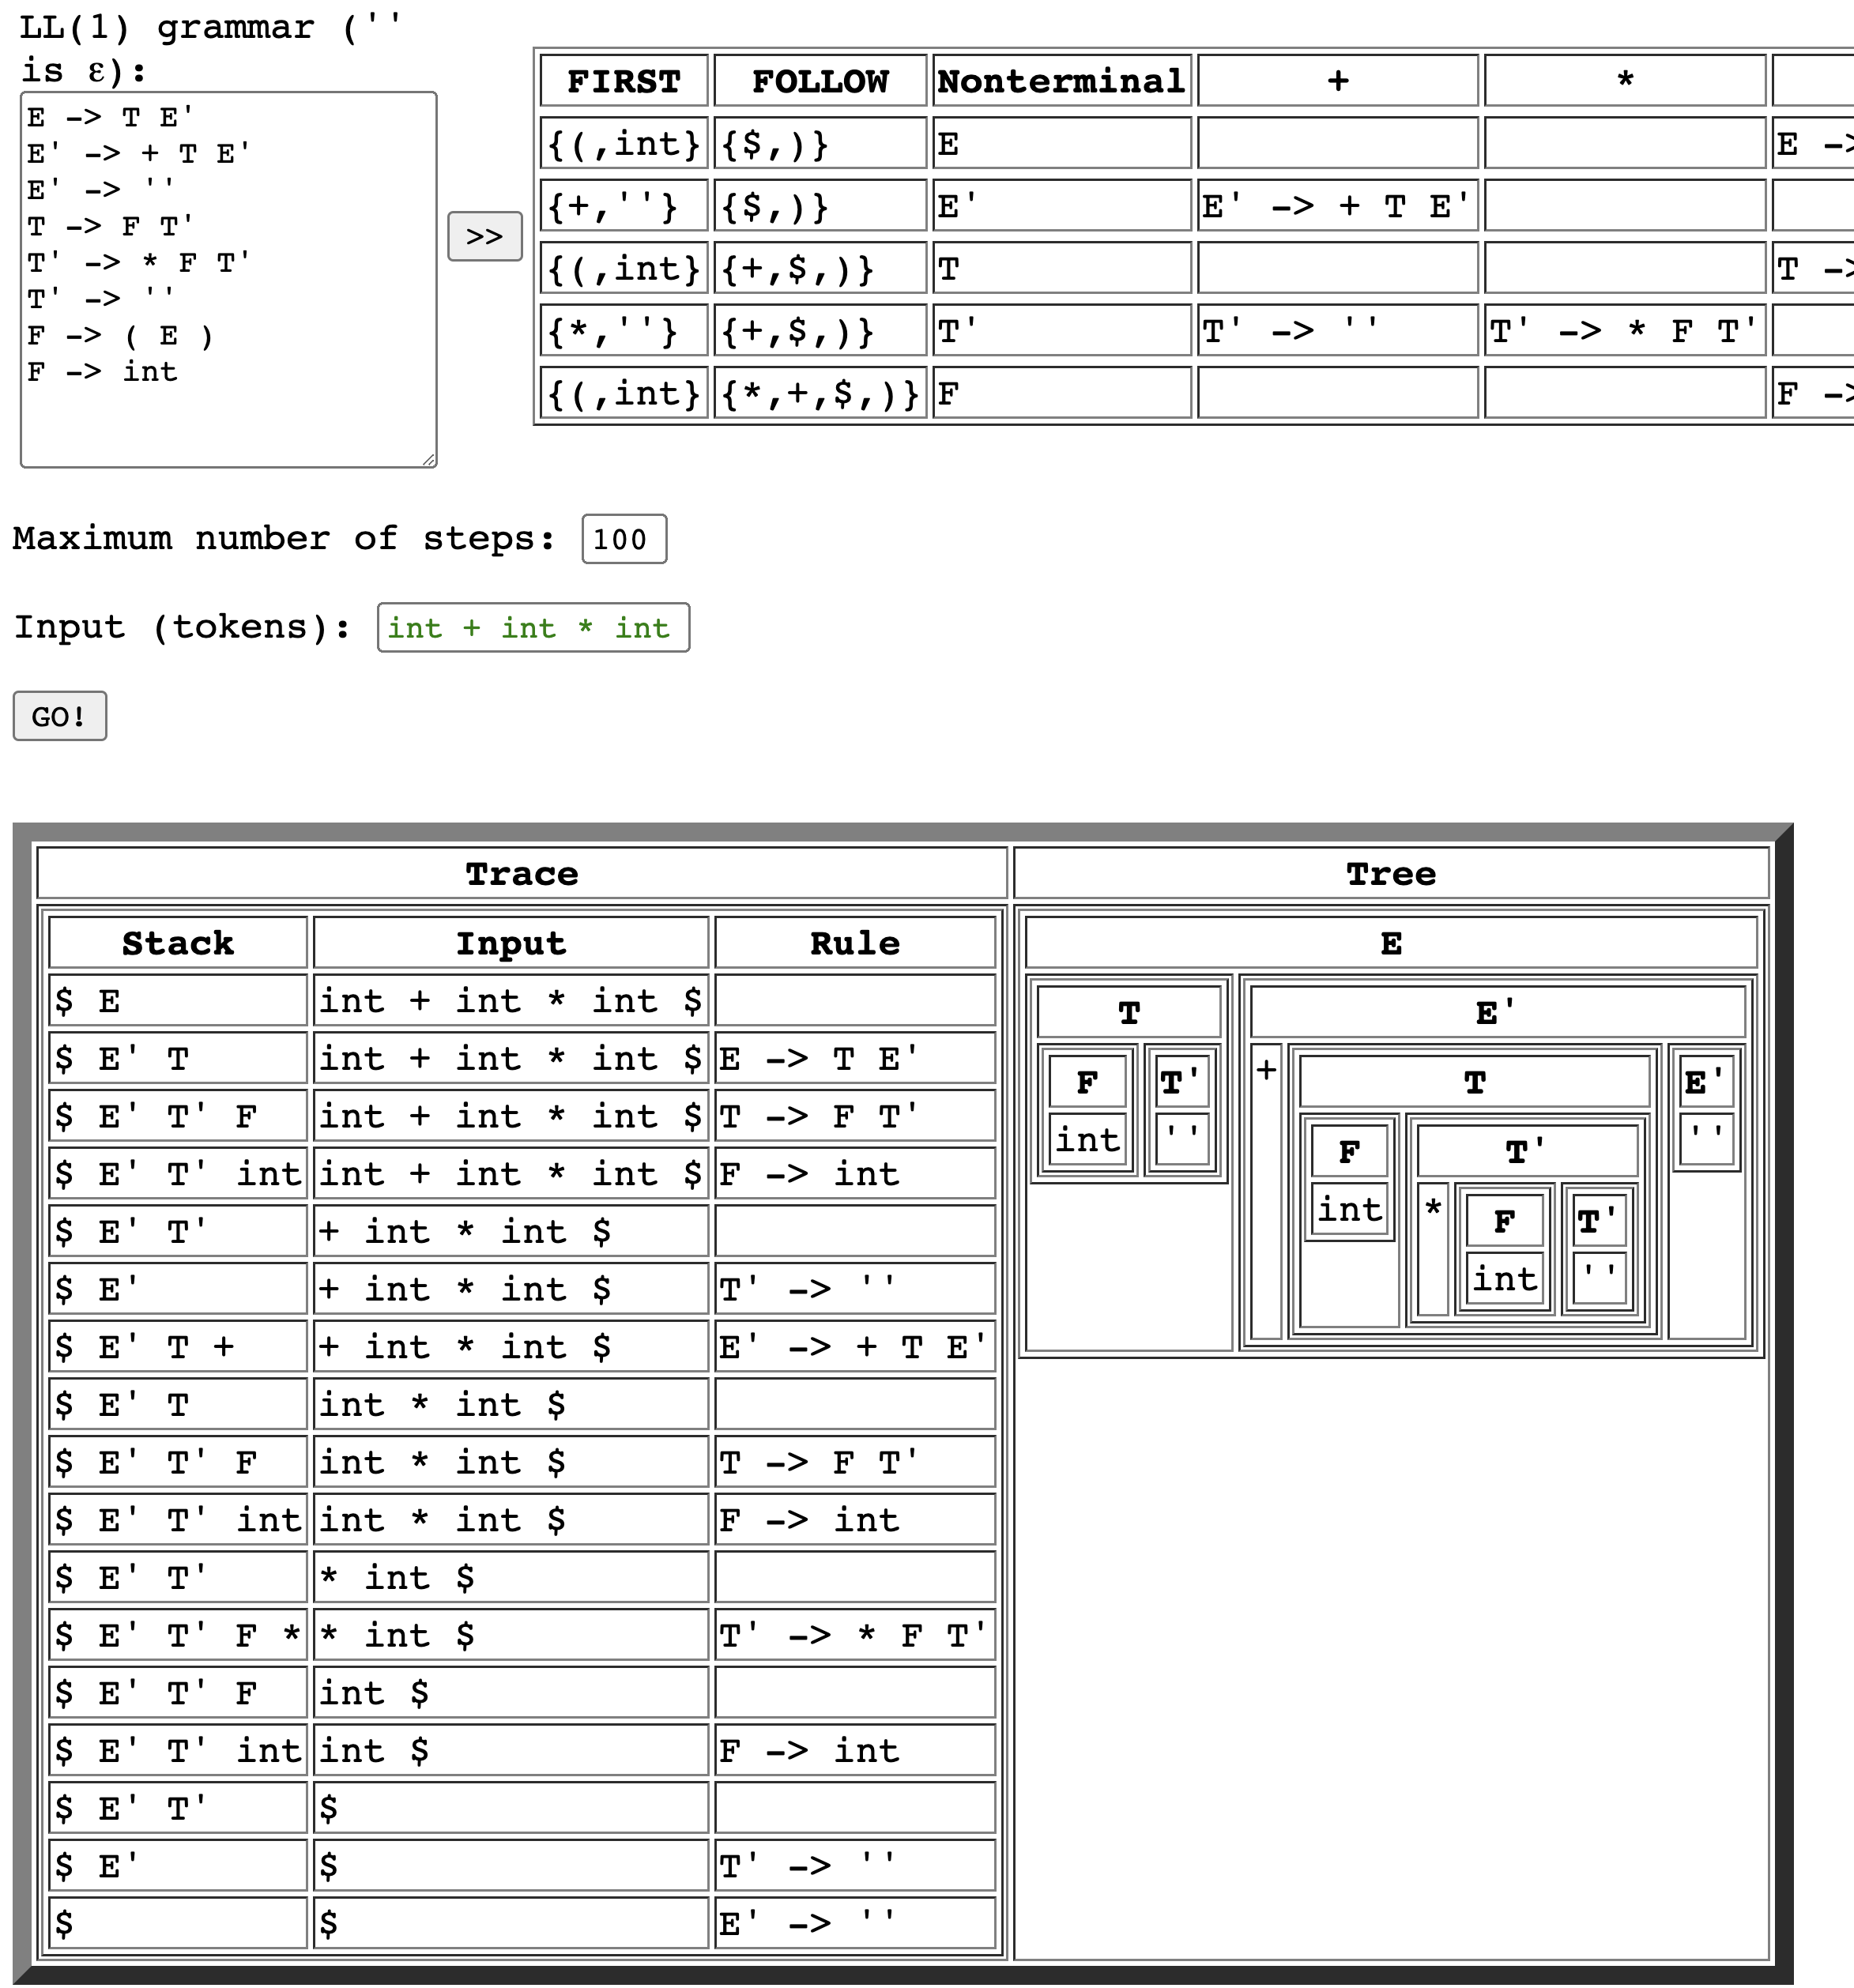 LL(1) grammar (''
is ε):
E -> T E'
E' -> + T E'
E' -> ''
T -> F T'
T' -> * F T'
T' -> ''
F -> ( E )
F -> int
>>
FIRST FOLLOW Nonterminal + *
{(,int} {$,)} E E ->
{+,''} {$,)} E' E' -> + T E'
{(,int} {+,$,)} T T ->
{*,''} {+,$,)} T' T' -> '' T' -> * F T'
{(,int} {*,+,$,)} F F ->
Maximum number of steps: 100
Input (tokens): int + int * int
GO!
Trace Tree
Stack Input Rule
$ E int + int * int $
$ E' T int + int * int $ E -> T E'
$ E' T' F int + int * int $ T -> F T'
$ E' T' int int + int * int $ F -> int
$ E' T' + int * int $
$ E' + int * int $ T' -> ''
$ E' T + + int * int $ E' -> + T E'
$ E' T int * int $
$ E' T' F int * int $ T -> F T'
$ E' T' int int * int $ F -> int
$ E' T' * int $
$ E' T' F * * int $ T' -> * F T'
$ E' T' F int $
$ E' T' int int $ F -> int
$ E' T' $
$ E' $ T' -> ''
$ $ E' -> ''
E
T E'
F T' + T E'
int '' F T' ''
int * F T'
int ''